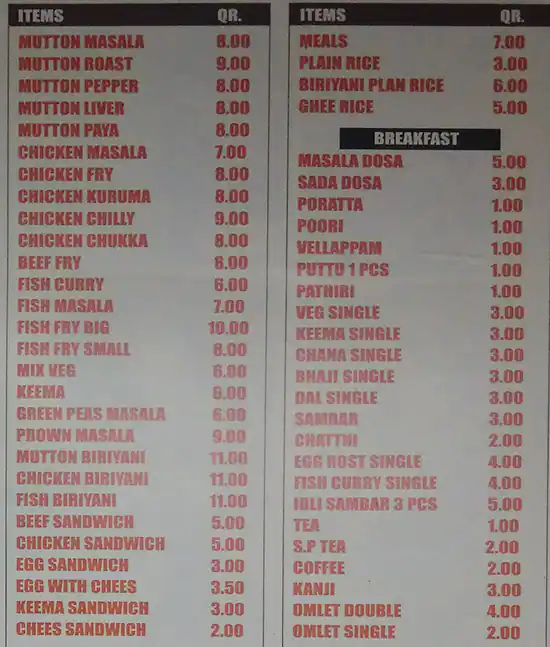 ITEMS QR.
MUTTON MASALA 8.00
MUTTON ROAST 9.00
MUTTON PEPPER 8.00
MUTTON LIVER 8.00
MUTTON PAYA 8.00
CHICKEN MASALA 7.00
CHICKEN FRY 8.00
CHICKEN KURUMA 8.00
CHICKEN CHILLY 9.00
CHICKEN CHUKKA 8.00
BEEF FRY 8.00
FISH CURRY 6.00
FISH MASALA 7.00
FISH FRY BIG 10.00
FISH FRY SMALL 8.00
MIX VEG 6.00
KEEMA 6.00
GREEN PEAS MASALA 6.00
PROWN MASALA 9.00
MUTTON BIRIYANI 11.00
CHICKEN BIRIYANI 11.00
FISH BIRIYANI 11.00
BEEF SANDWICH 5.00
CHICKEN SANDWICH 5.00
EGG SANDWICH 3.00
EGG WITH CHEES 3.50
KEEMA SANDWICH 3.00
CHEES SANDWICH 2.00
ITEMS QR.
MEALS 7.00
PLAIN RICE 3.00
BIRIYANI PLAN RICE 6.00
GHEE RICE 5.00
BREAKFAST
MASALA DOSA 5.00
SADA DOSA 3.00
PORATTA 1.00
POORI 1.00
VELLAPPAM 1.00
PUTTU 1 PCS 1.00
PATHIRI 1.00
VEG SINGLE 3.00
KEEMA SINGLE 3.00
CHANA SINGLE 3.00
BHAJI SINGLE 3.00
DAL SINGLE 3.00
SAMBAR 3.00
CHATTNI 2.00
EGG ROST SINGLE 4.00
FISH CURRY SINGLE 4.00
IDLI SAMBAR 3 PCS 5.00
TEA 1.00
S.P TEA 2.00
COFFEE 2.00
KANJI 3.00
OMLET DOUBLE 4.00
OMLET SINGLE 2.00